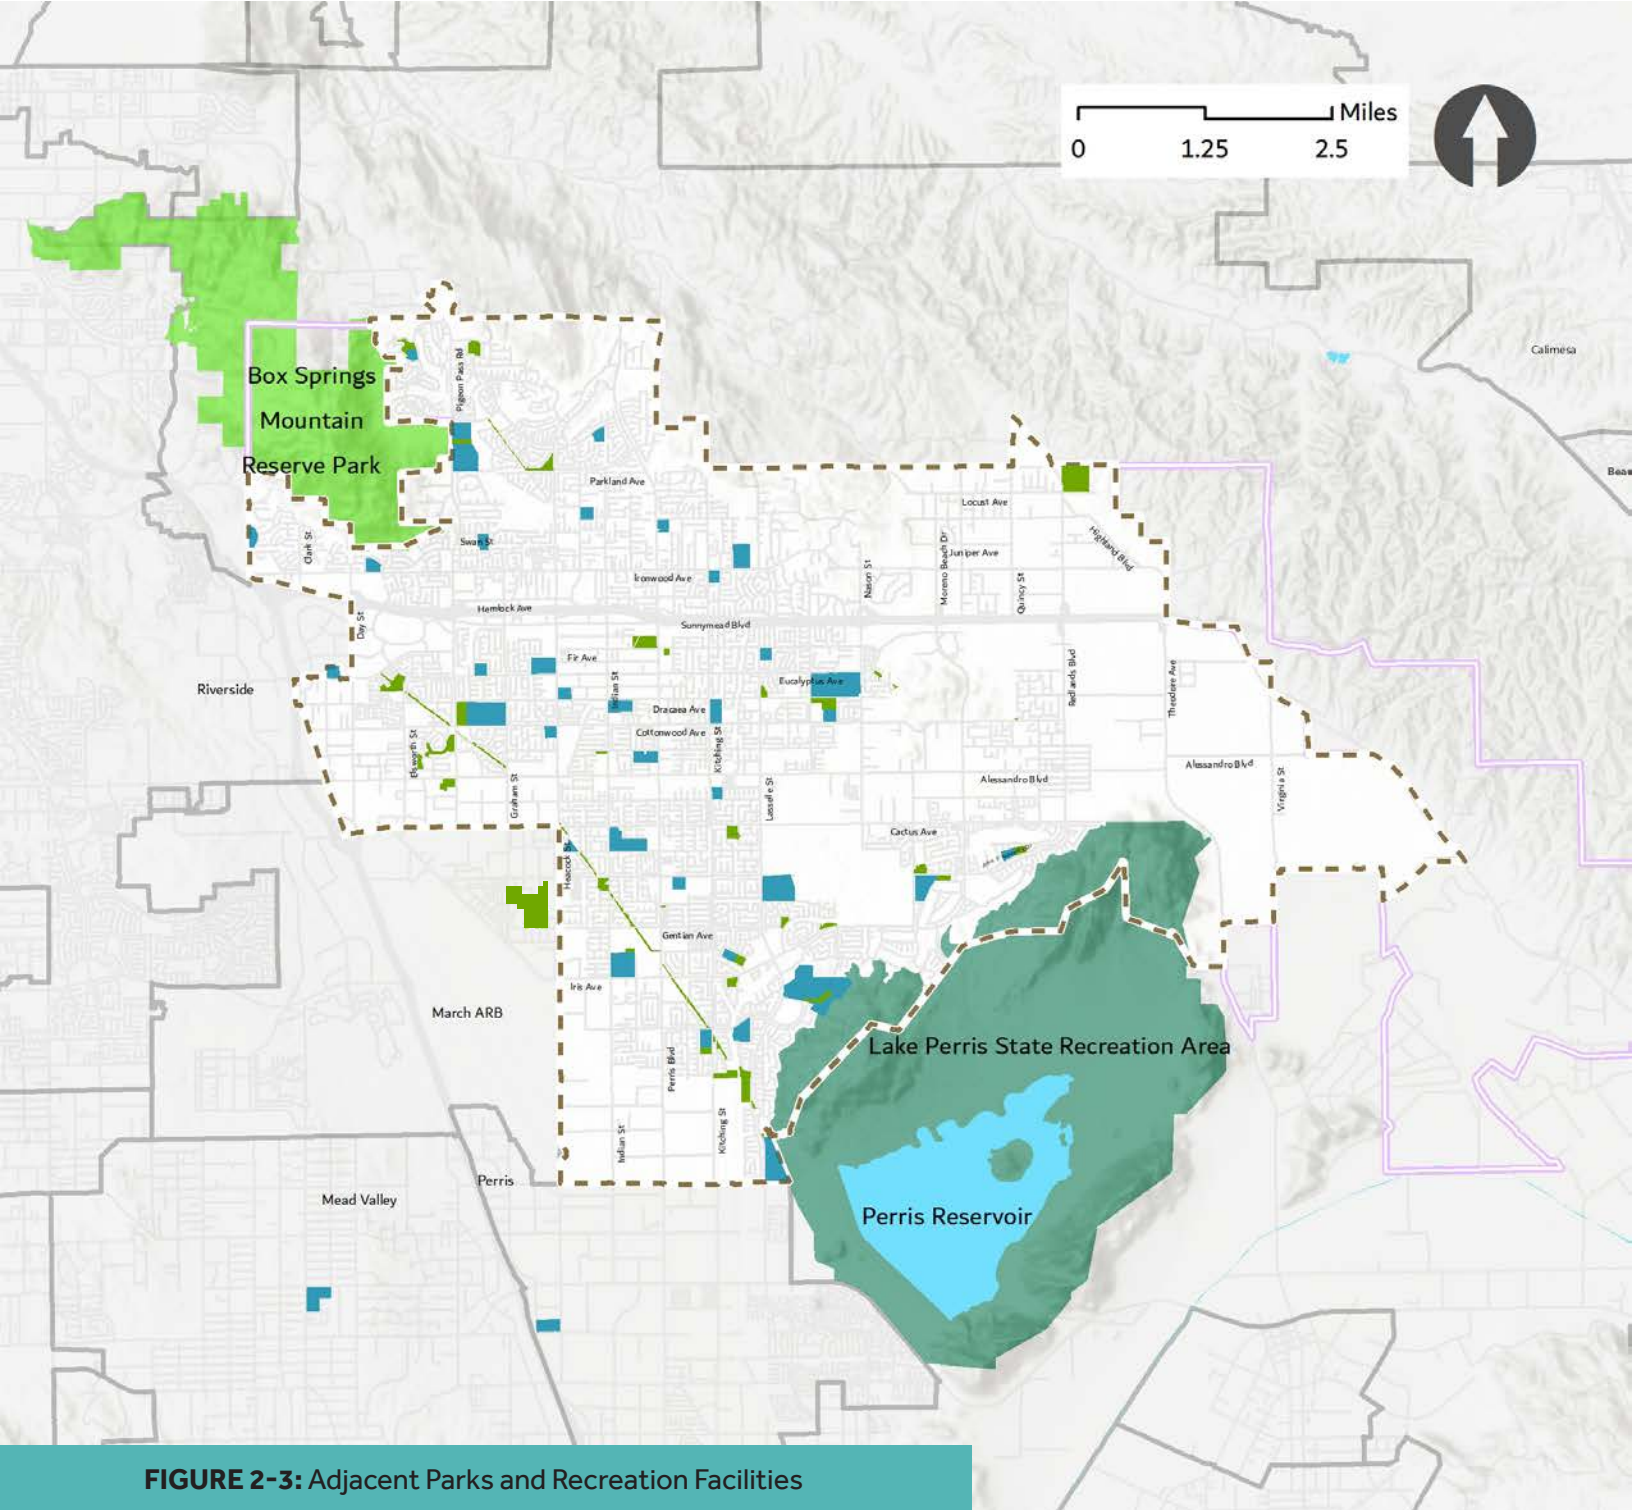 Miles
0 1.25 2.5
Calimesa
Pigeon Pass Rd
Box Springs
Mountain
Reserve Park
Parkland Ave
Locust Ave
Highland Blvd
Clark St
Swan St
Juniper Ave
Moreno Beach Dr
Nason St
Quincy St
Ironwood Ave
Hemlock Ave
Sunnymead Blvd
Day St
Fir Ave
Eucalyptus Ave
Redlands Blvd
Theodore Ave
Riverside
Indian St
Dracaea Ave
Cottonwood Ave
Kitching St
Elsworth St
Graham St
Lasselle St
Alessandro Blvd
Alessandro Blvd
Virginia St
Cactus Ave
Heacock St
Gentian Ave
Iris Ave
March ARB
Lake Perris State Recreation Area
Perris Blvd
Indian St
Kitching St
Perris
Mead Valley
Perris Reservoir
FIGURE 2-3: Adjacent Parks and Recreation Facilities